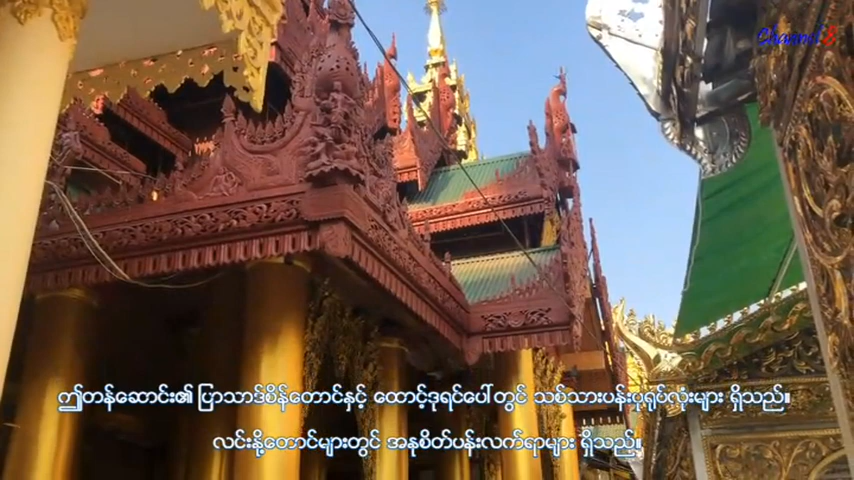 Channel 8
ဤတန်ဆောင်း၏ ပြာသာဒ်စိန်တောင်နှင့် ထောင့်ဒုရင်ပေါ်တွင် သစ်သားပန်းပုရုပ်လုံးများ ရှိသည်။
လင်းနို့တောင်များတွင် အနုစိတ်ပန်းလက်ရာများ ရှိသည်။